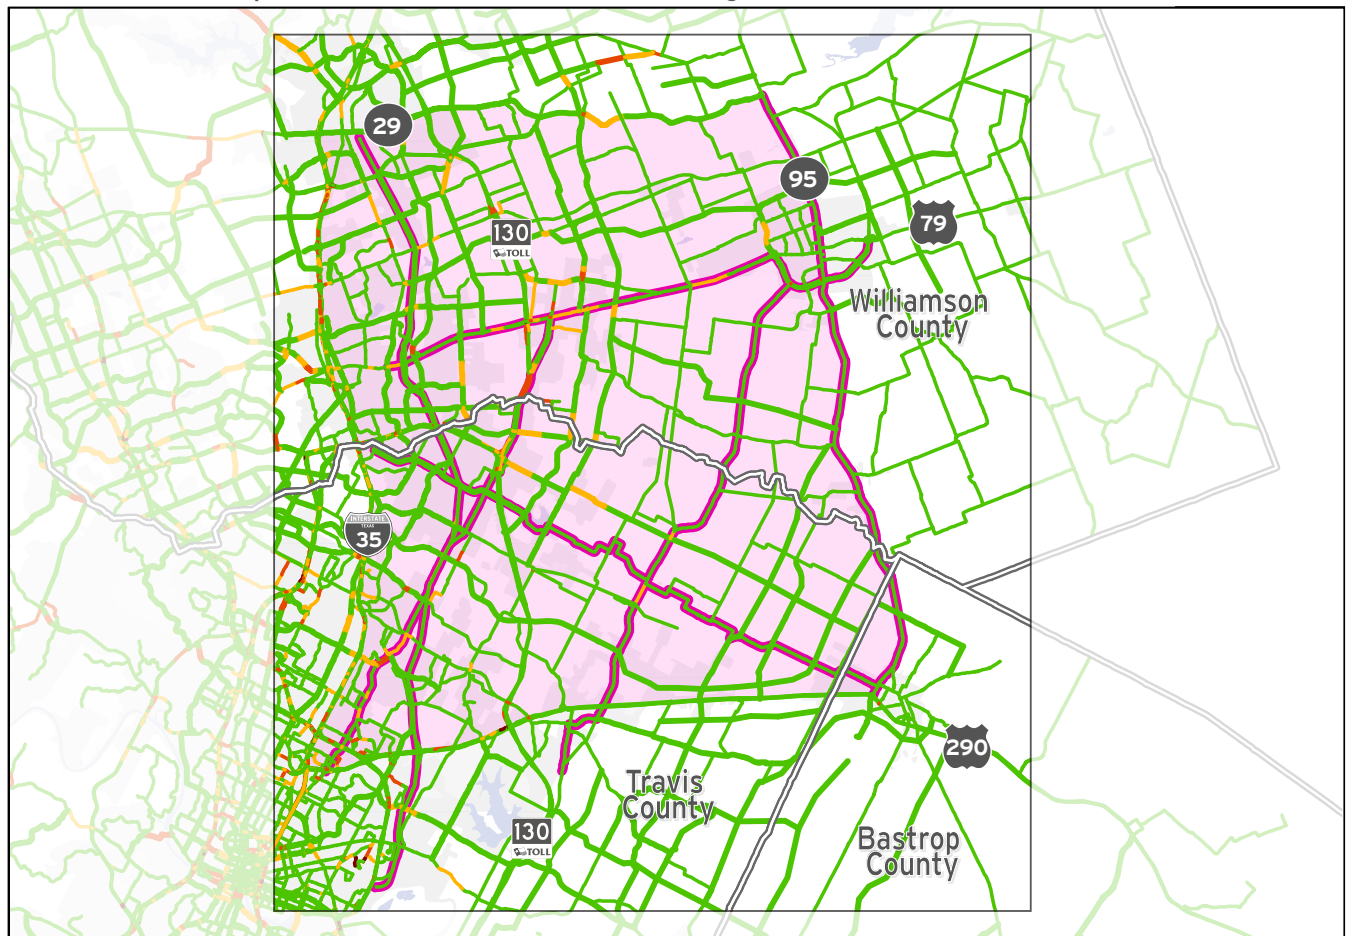 29
95
79
130
TOLL
Williamson
County
INTERSTATE
TEXAS
35
290
Travis
County
130
TOLL
Bastrop
County